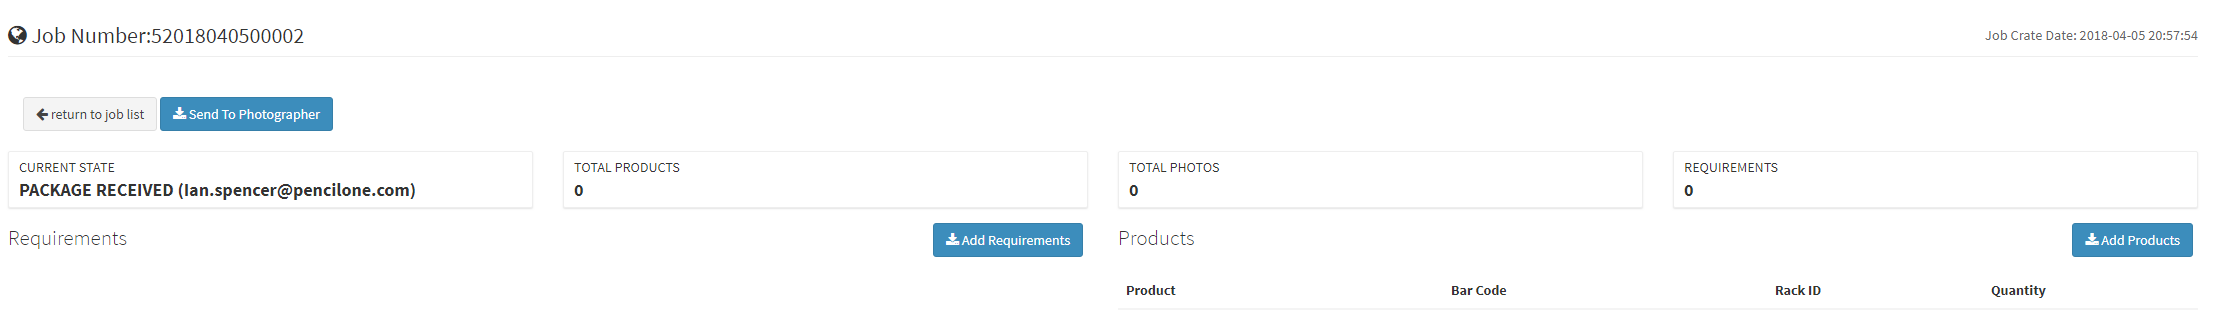 Job Number:52018040500002
Job Crate Date: 2018-04-05 20:57:54
return to job list
Send To Photographer
CURRENT STATE
PACKAGE RECEIVED (Ian.spencer@pencilone.com)
TOTAL PRODUCTS
0
TOTAL PHOTOS
0
REQUIREMENTS
0
Requirements
Add Requirements
Products
Add Products
Product Bar Code Rack ID Quantity